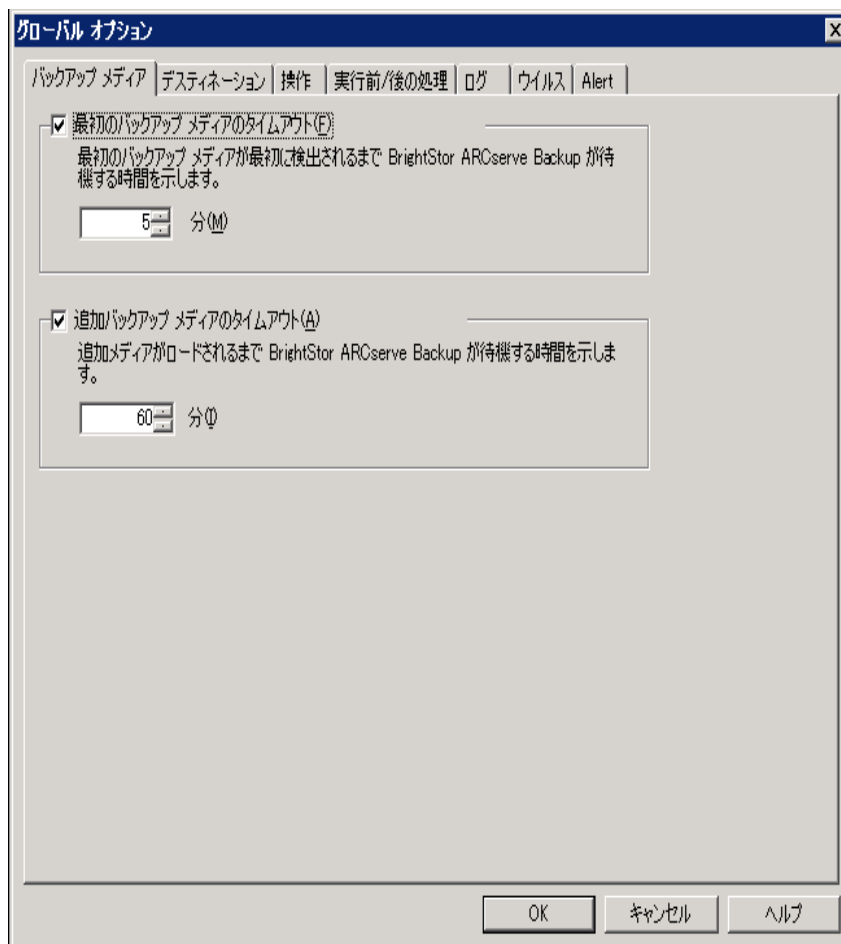 グローバル オプション
バックアップ メディア デスティネーション 操作 実行前/後の処理 ログ ウイルス Alert
最初のバックアップ メディアのタイムアウト(F)
最初のバックアップ メディアが最初に検出されるまで BrightStor ARCserve Backup が待
機する時間を示します。
5 分(M)
追加バックアップ メディアのタイムアウト(A)
追加メディアがロードされるまで BrightStor ARCserve Backup が待機する時間を示しま
す。
60 分(I)
OK キャンセル ヘルプ